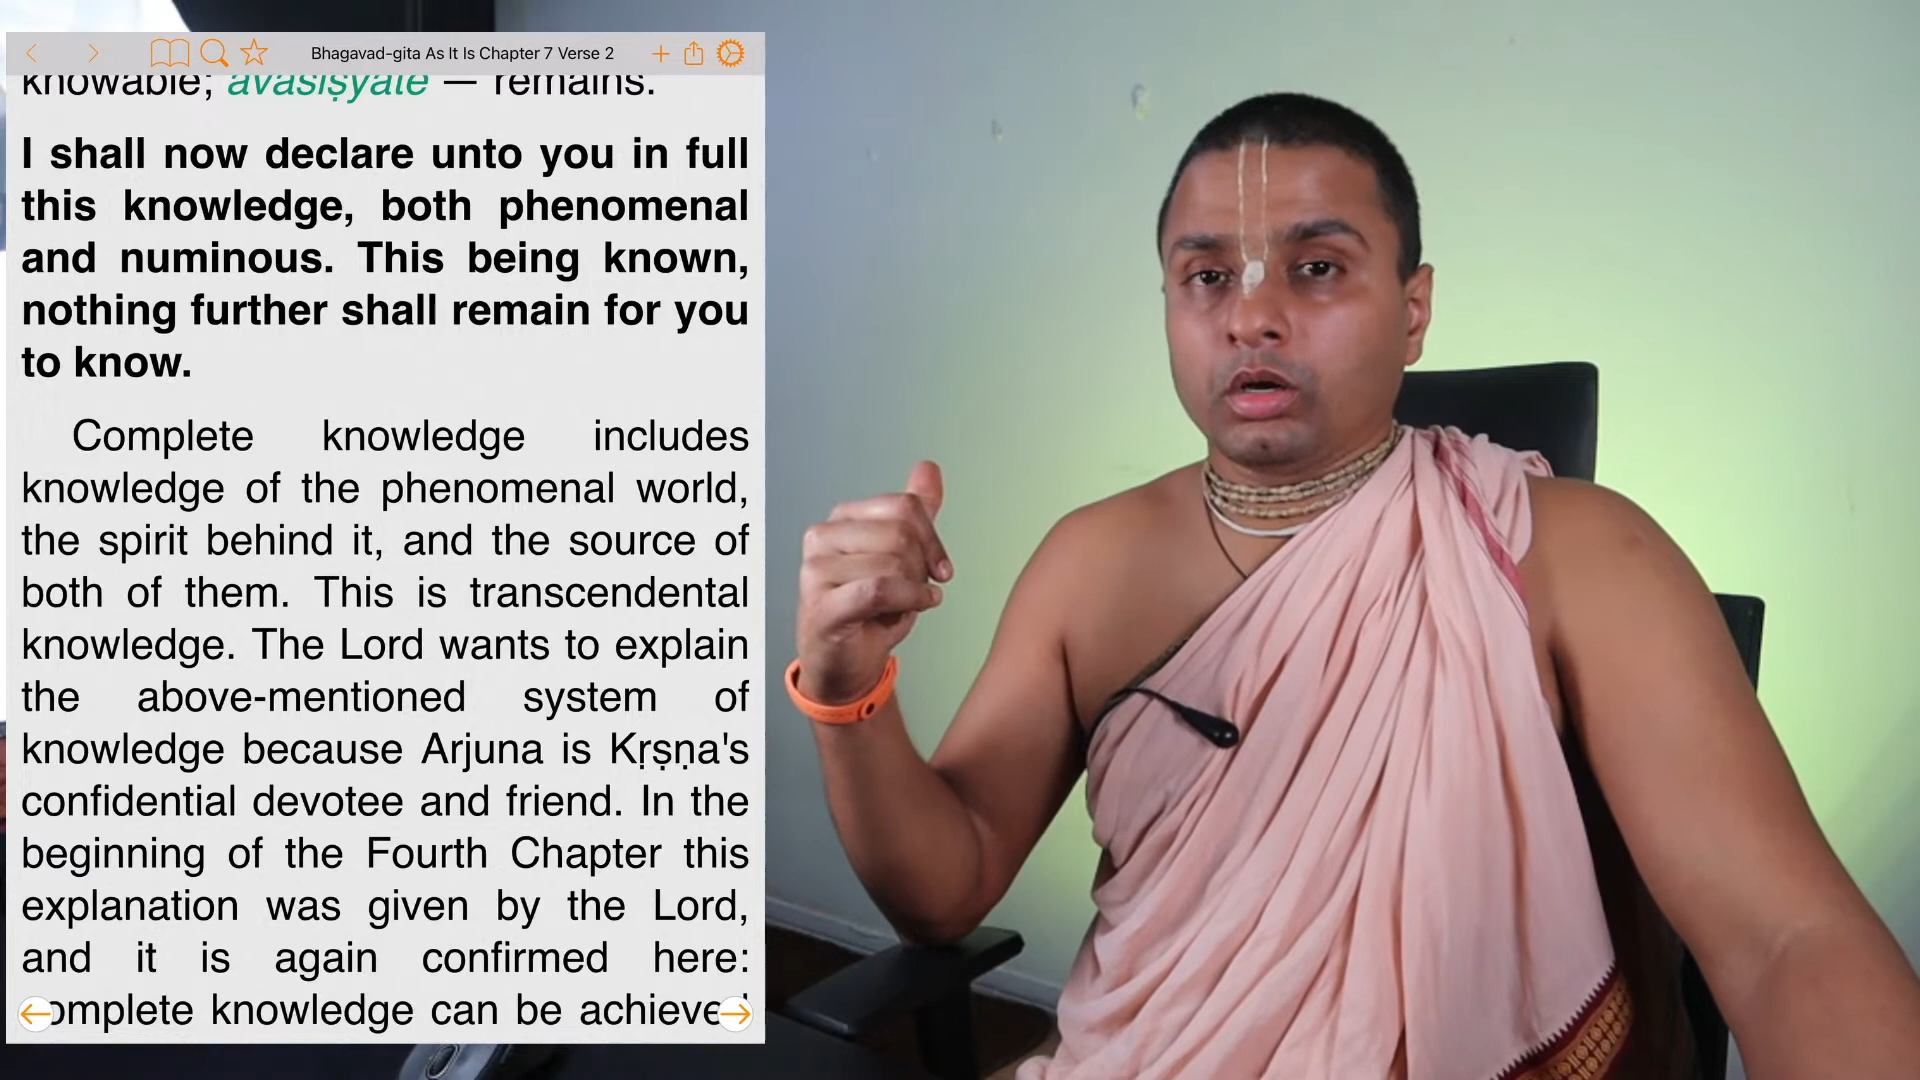 Bhagavad-gita As It Is Chapter 7 Verse 2
knowable; avaśiṣyate — remains.
I shall now declare unto you in full
this knowledge, both phenomenal
and numinous. This being known,
nothing further shall remain for you
to know.
Complete knowledge includes
knowledge of the phenomenal world,
the spirit behind it, and the source of
both of them. This is transcendental
knowledge. The Lord wants to explain
the above-mentioned system of
knowledge because Arjuna is Kṛṣṇa's
confidential devotee and friend. In the
beginning of the Fourth Chapter this
explanation was given by the Lord,
and it is again confirmed here:
complete knowledge can be achieved